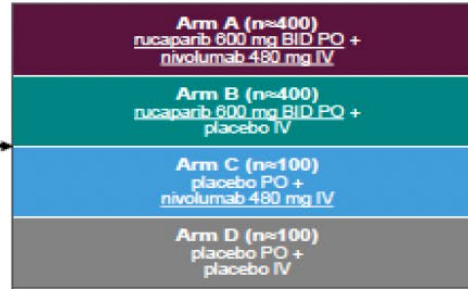 Arm A (n≈400)
rucaparib 600 mg BID PO +
nivolumab 480 mg IV
Arm B (n≈400)
rucaparib 600 mg BID PO +
placebo IV
Arm C (n≈100)
placebo PO +
nivolumab 480 mg IV
Arm D (n≈100)
placebo PO +
placebo IV